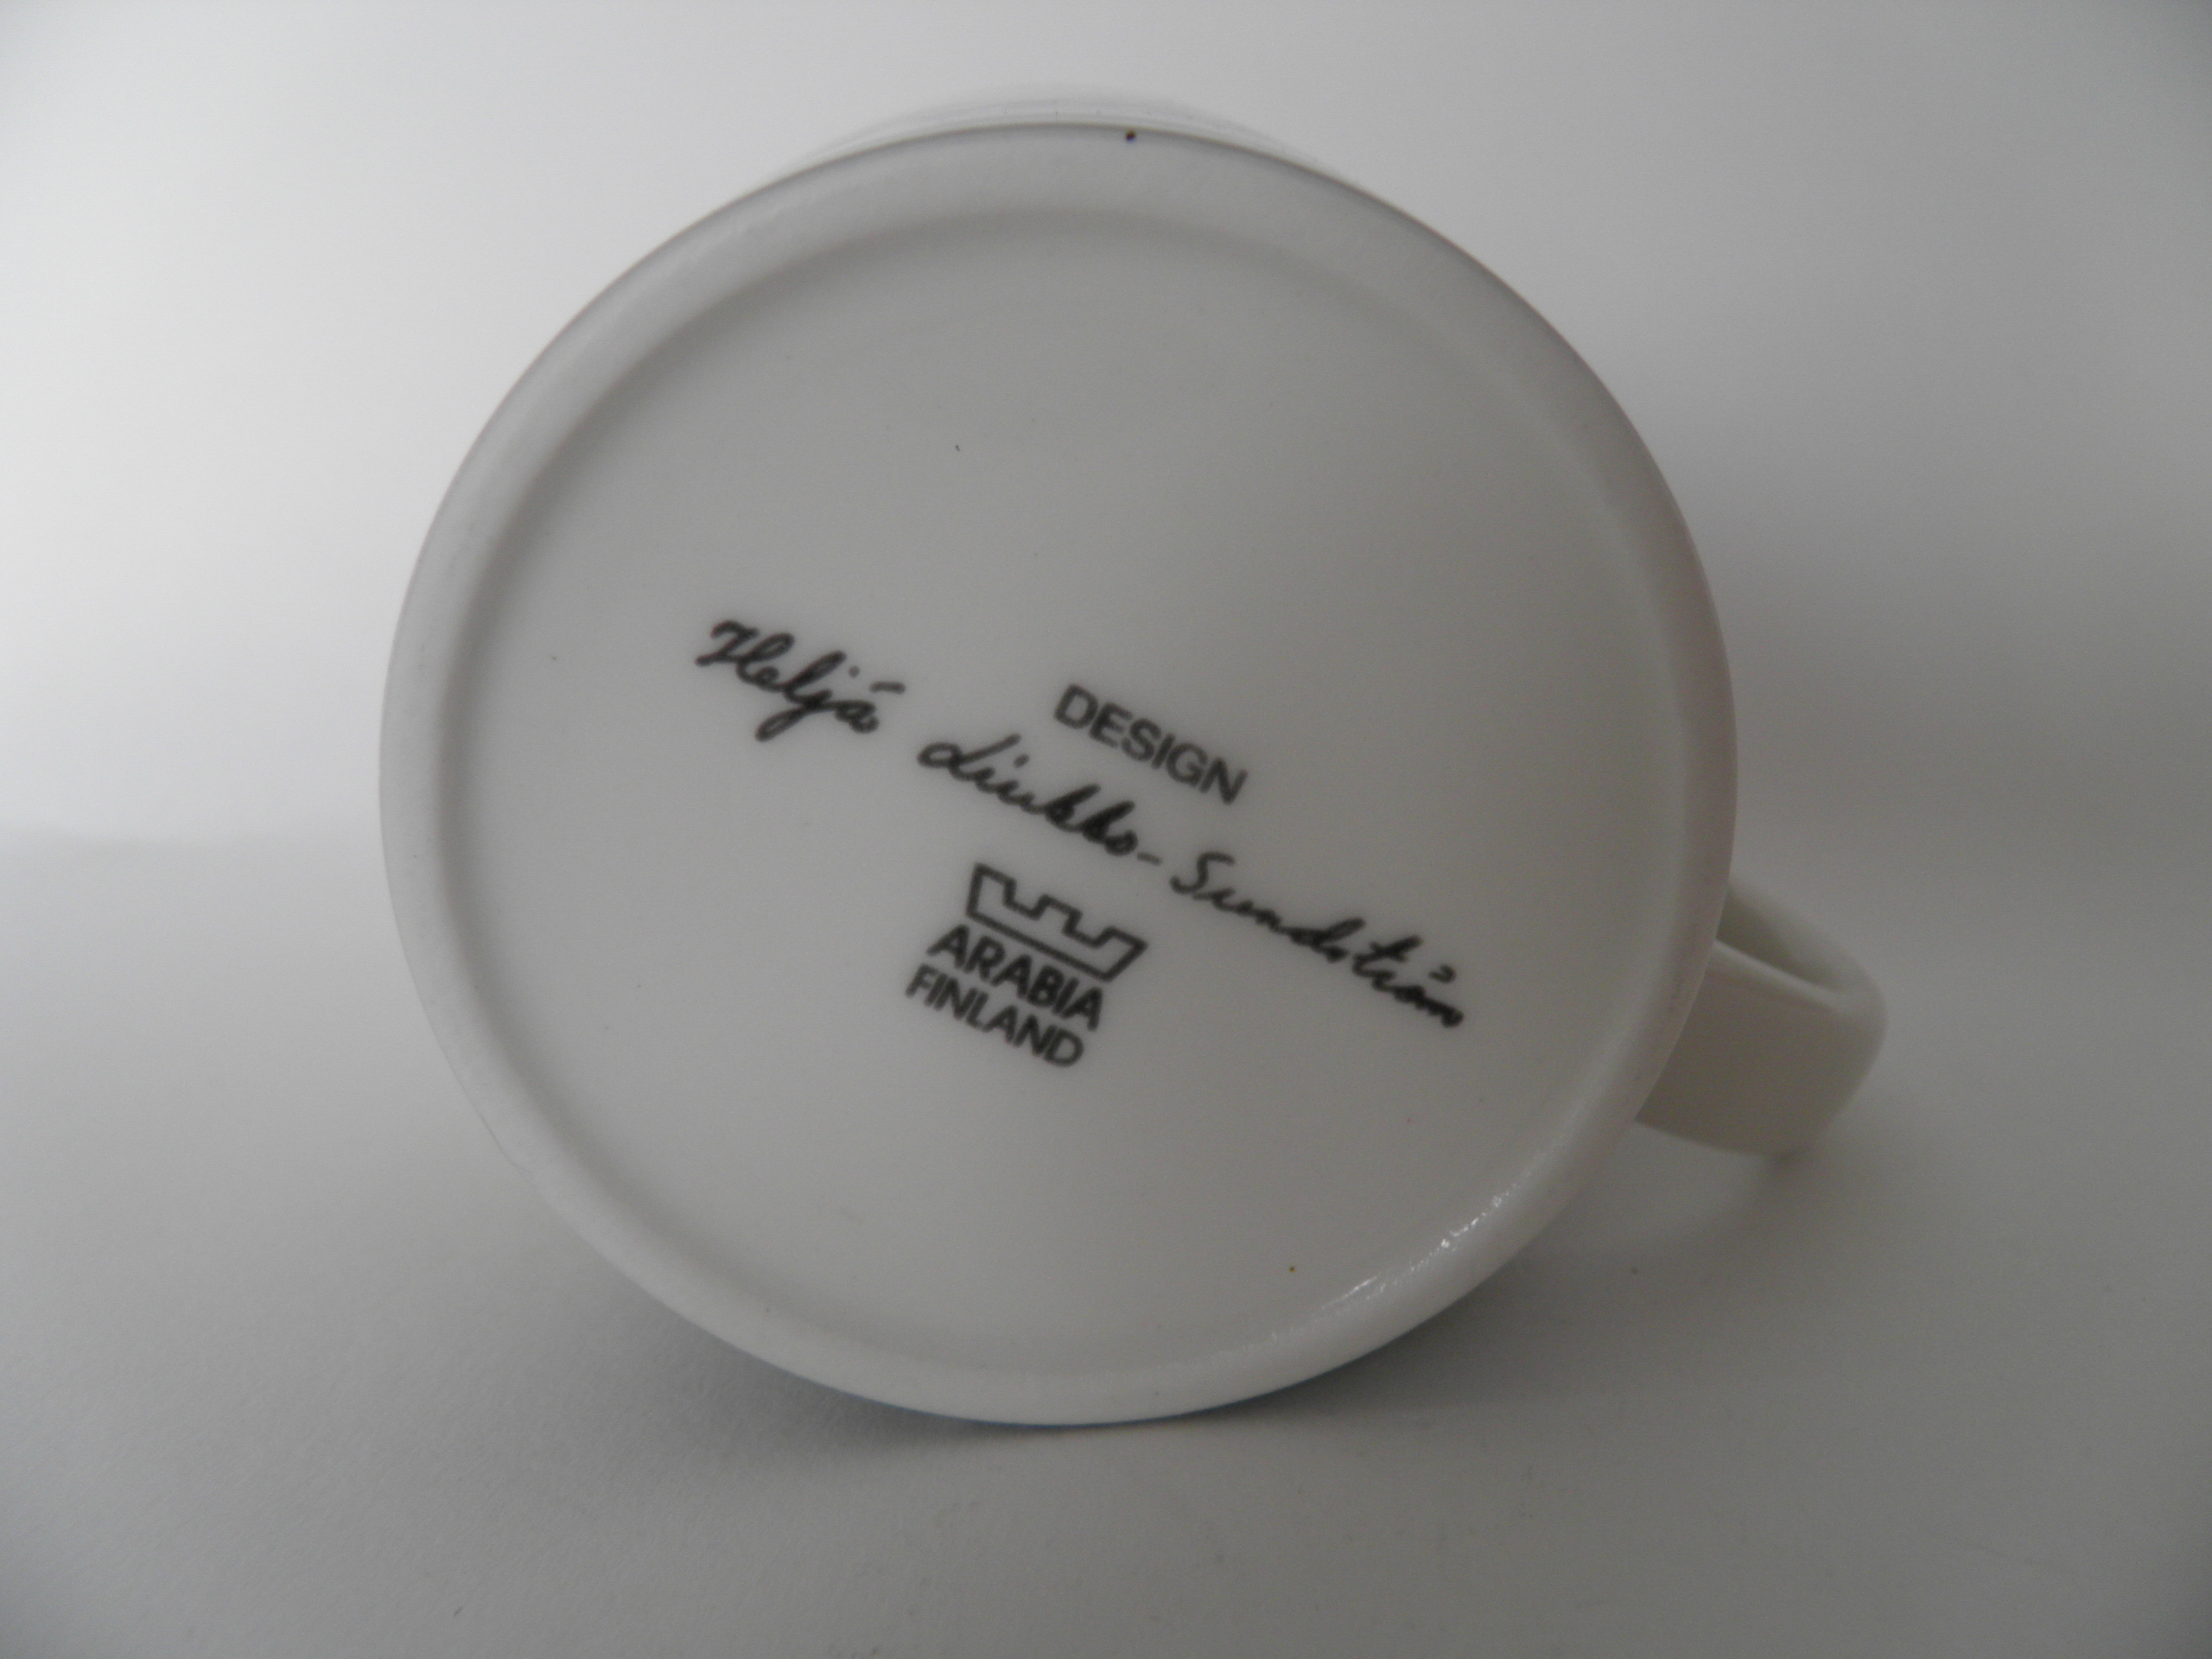 DESIGN
Heljä Liukko-Sundström
ARABIA
FINLAND